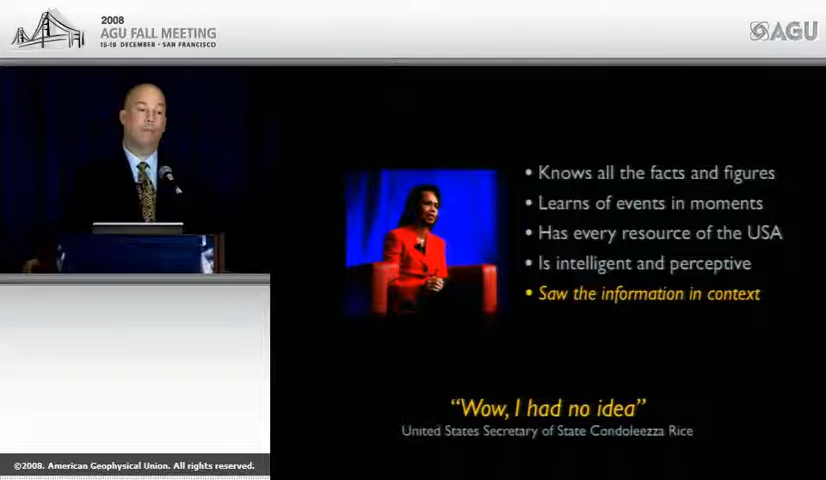 2008
AGU FALL MEETING
15-19 DECEMBER • SAN FRANCISCO
AGU
• Knows all the facts and figures
• Learns of events in moments
• Has every resource of the USA
• Is intelligent and perceptive
• Saw the information in context
“Wow, I had no idea”
United States Secretary of State Condoleezza Rice
©2008. American Geophysical Union. All rights reserved.